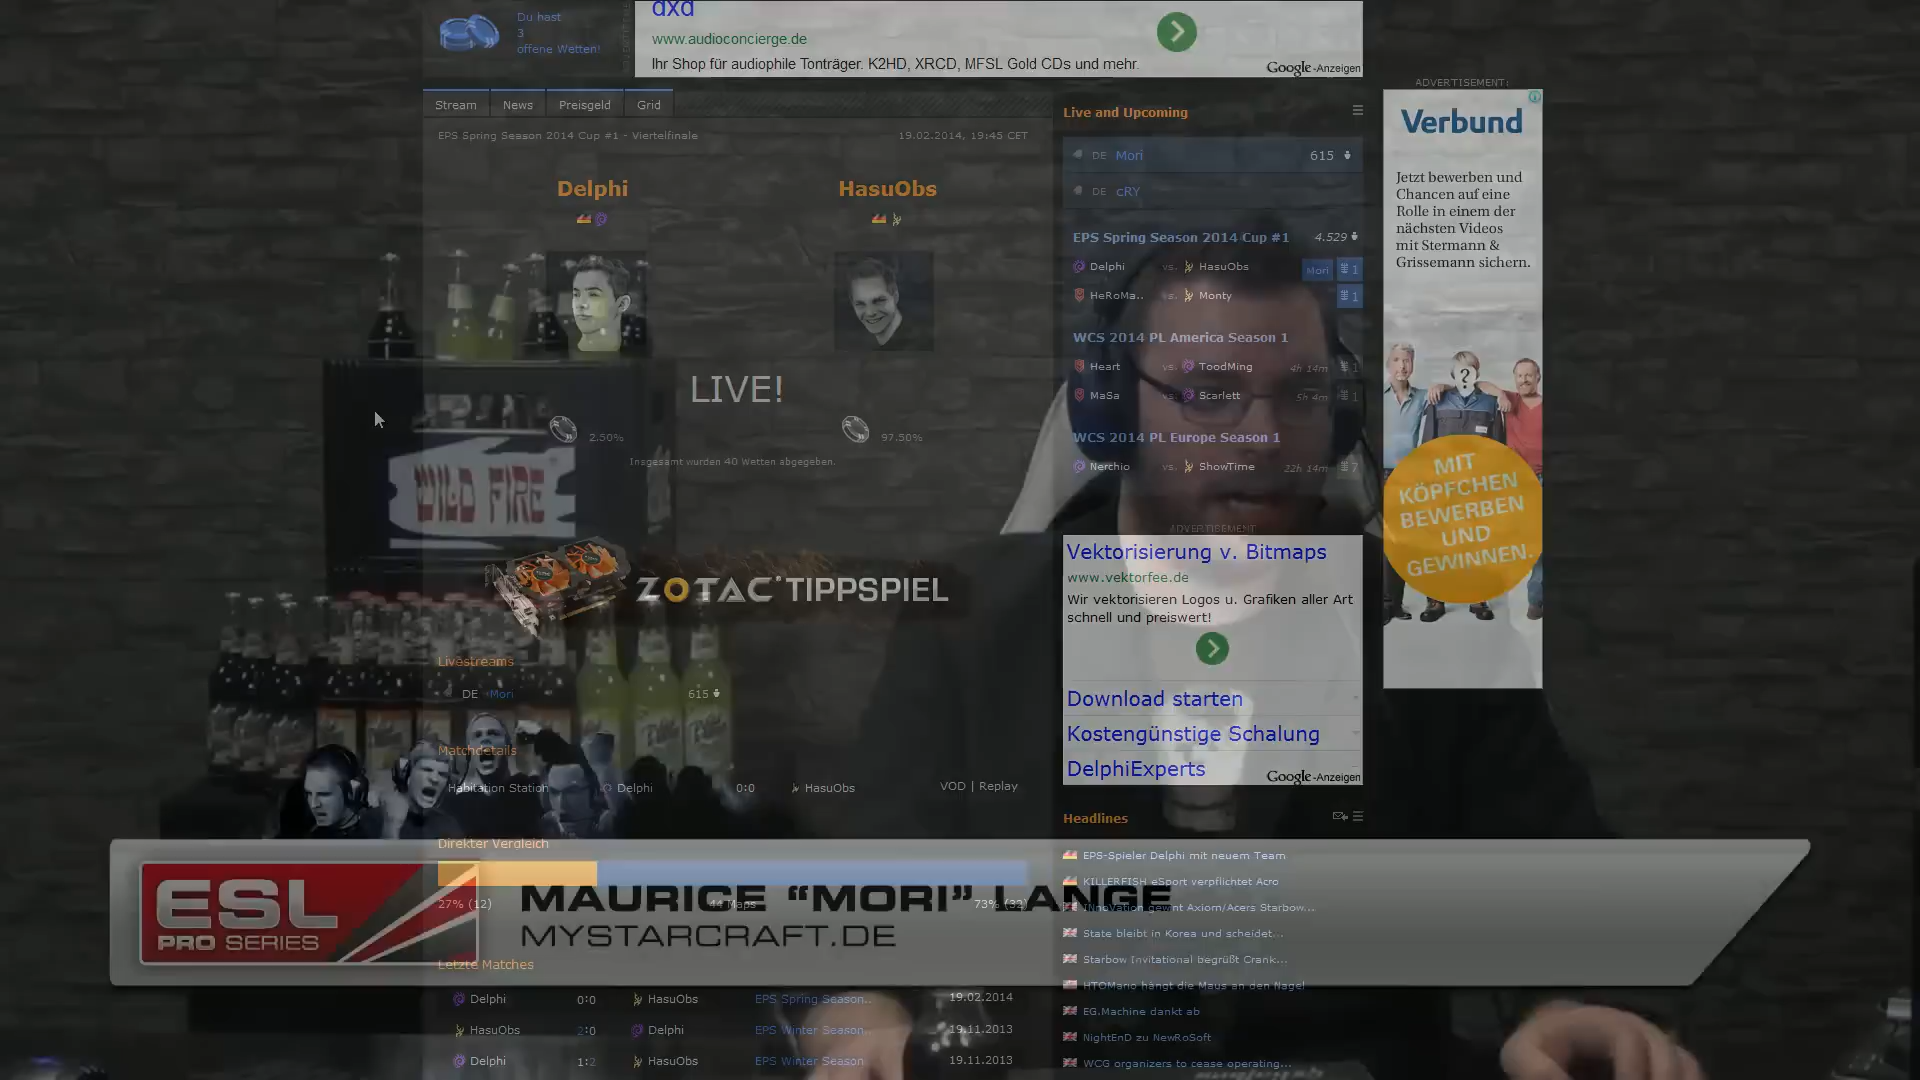 Du hast
3
offene Wetten!
dxd
www.audioconcierge.de
Ihr Shop für audiophile Tonträger. K2HD, XRCD, MFSL Gold CDs und mehr.
Google-Anzeigen
Stream
News
Preisgeld
Grid
EPS Spring Season 2014 Cup #1 - Viertelfinale
19.02.2014, 19:45 CET
Delphi
HasuObs
LIVE!
2.50%
97.50%
Insgesamt wurden 40 Wetten abgegeben.
WILD FIRE
ZOTAC TIPPSPIEL
Livestreams
DE Mori
615
Matchdetails
Habitation Station
Delphi
0:0
HasuObs
VOD | Replay
Direkter Vergleich
27% (12)
44 Maps
73% (32)
ESL
PRO SERIES
MAURICE “MORI” LANGE
MYSTARCRAFT.DE
Letzte Matches
Delphi 0:0 HasuObs EPS Spring Season.. 19.02.2014
HasuObs 2:0 Delphi EPS Winter Season.. 19.11.2013
Delphi 1:2 HasuObs EPS Winter Season.. 19.11.2013
Live and Upcoming
DE Mori 615
DE cRY
EPS Spring Season 2014 Cup #1 4.529
Delphi vs. HasuObs Mori 1
HeRoMa.. vs. Monty 1
WCS 2014 PL America Season 1
Heart vs. ToodMing 4h 14m 1
MaSa vs. Scarlett 5h 4m 1
WCS 2014 PL Europe Season 1
Nerchio vs. ShowTime 22h 14m 7
ADVERTISEMENT
Vektorisierung v. Bitmaps
www.vektorfee.de
Wir vektorisieren Logos u. Grafiken aller Art
schnell und preiswert!
Download starten
Kostengünstige Schalung
DelphiExperts
Google-Anzeigen
Headlines
EPS-Spieler Delphi mit neuem Team
KILLERFISH eSport verpflichtet Acro
INnoVation gewint Axiom/Acers Starbow...
State bleibt in Korea und scheidet...
Starbow Invitational begrüßt Crank...
HTOMario hängt die Maus an den Nagel
EG.Machine dankt ab
NightEnD zu NewRoSoft
WCG organizers to cease operating...
ADVERTISEMENT:
Verbund
Jetzt bewerben und
Chancen auf eine
Rolle in einem der
nächsten Videos
mit Stermann &
Grissemann sichern.
?
MIT
KÖPFCHEN
BEWERBEN
UND
GEWINNEN.